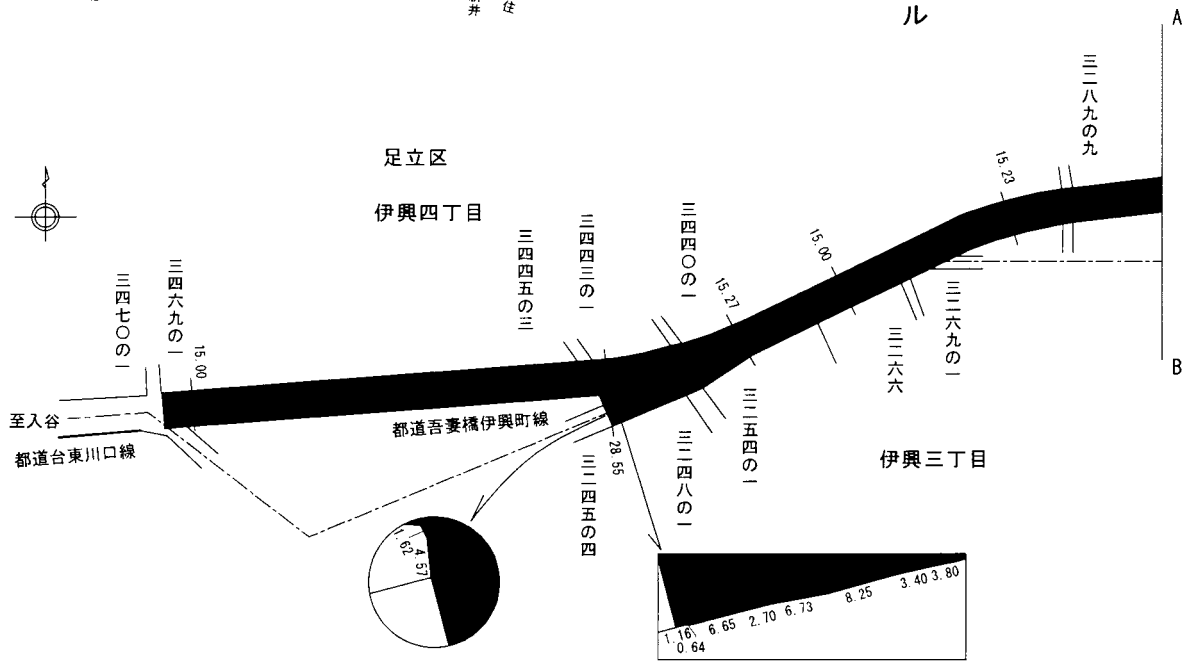 住
井
ル
A
三二八九の九
15.23
足立区
伊興四丁目
三四四〇の一
三四四三の一
三四四五の三
15.00
15.27
三四六九の一
三四七〇の一
15.00
三二六九の一
三二六六
B
至入谷
都道吾妻橋伊興町線
都道台東川口線
28.55
三二五四の一
三二四八の一
三二四五の四
伊興三丁目
1.62
4.57
1.16
0.64
6.65
2.70
6.73
8.25
3.40
3.80